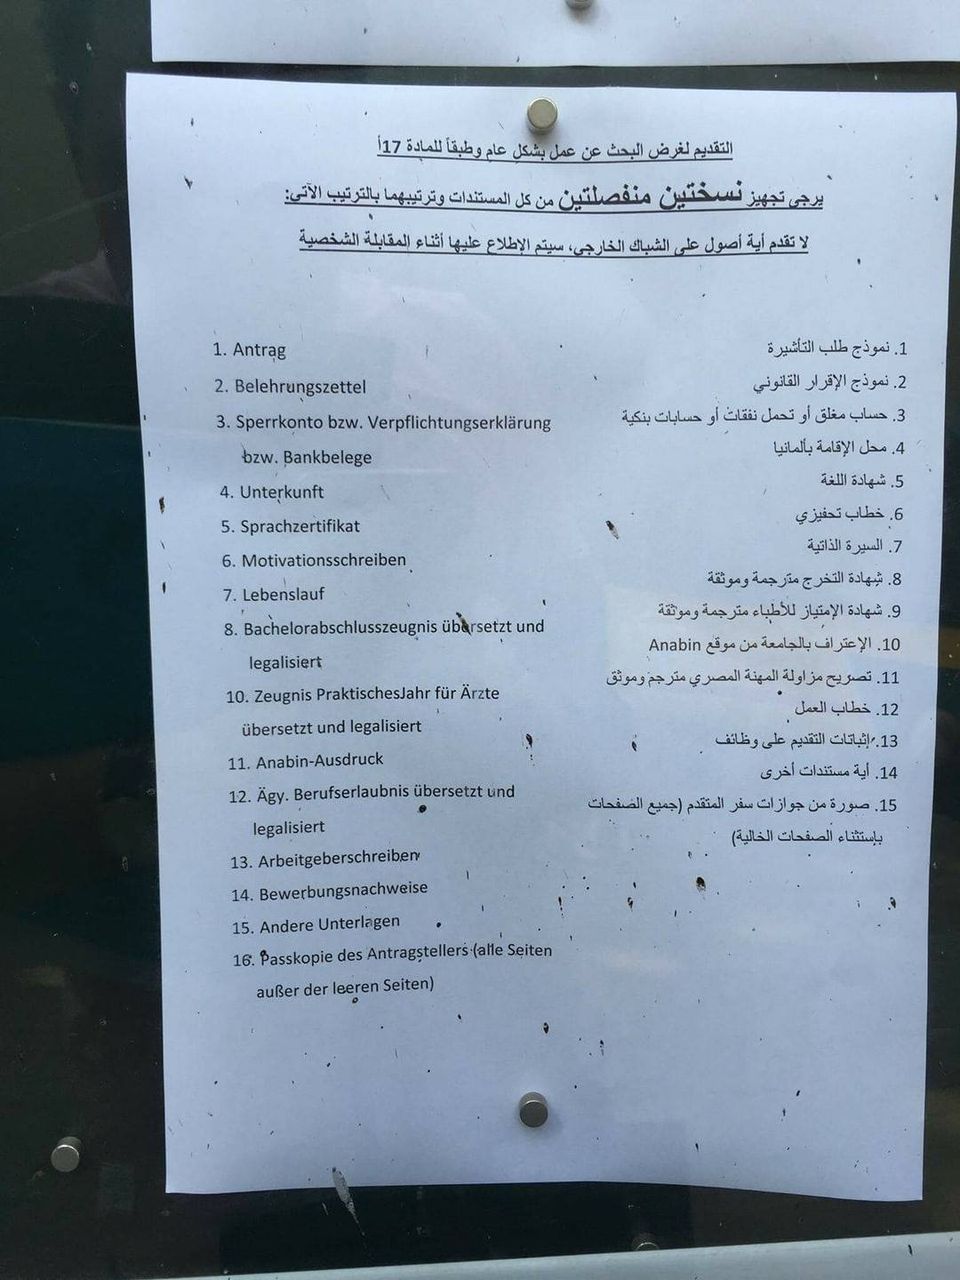 التقديم لغرض البحث عن عمل بشكل عام وطبقاً للمادة 17أ
يرجى تجهيز نسختين منفصلتين من كل المستندات وترتيبهما بالترتيب الآتي:
لا تقدم أية أصول على الشباك الخارجي، سيتم الإطلاع عليها أثناء المقابلة الشخصية
1. Antrag
2. Belehrungszettel
3. Sperrkonto bzw. Verpflichtungserklärung
bzw. Bankbelege
4. Unterkunft
5. Sprachzertifikat
6. Motivationsschreiben
7. Lebenslauf
8. Bachelorabschlusszeugnis übersetzt und
legalisiert
10. Zeugnis PraktischesJahr für Ärzte
übersetzt und legalisiert
11. Anabin-Ausdruck
12. Ägy. Berufserlaubnis übersetzt und
legalisiert
13. Arbeitgeberschreiben
14. Bewerbungsnachweise
15. Andere Unterlagen
16. Passkopie des Antragstellers (alle Seiten
außer der leeren Seiten)
1. نموذج طلب التأشيرة
2. نموذج الإقرار القانوني
3. حساب مغلق أو تحمل نفقات أو حسابات بنكية
4. محل الإقامة بألمانيا
5. شهادة اللغة
6. خطاب تحفيزي
7. السيرة الذاتية
8. شهادة التخرج مترجمة وموثقة
9. شهادة الإمتياز للأطباء مترجمة وموثقة
10. الإعتراف بالجامعة من موقع Anabin
11. تصريح مزاولة المهنة المصري مترجم وموثق
12. خطاب العمل
13. إثباتات التقديم على وظائف
14. أية مستندات أخرى
15. صورة من جوازات سفر المتقدم (جميع الصفحات
بإستثناء الصفحات الخالية)